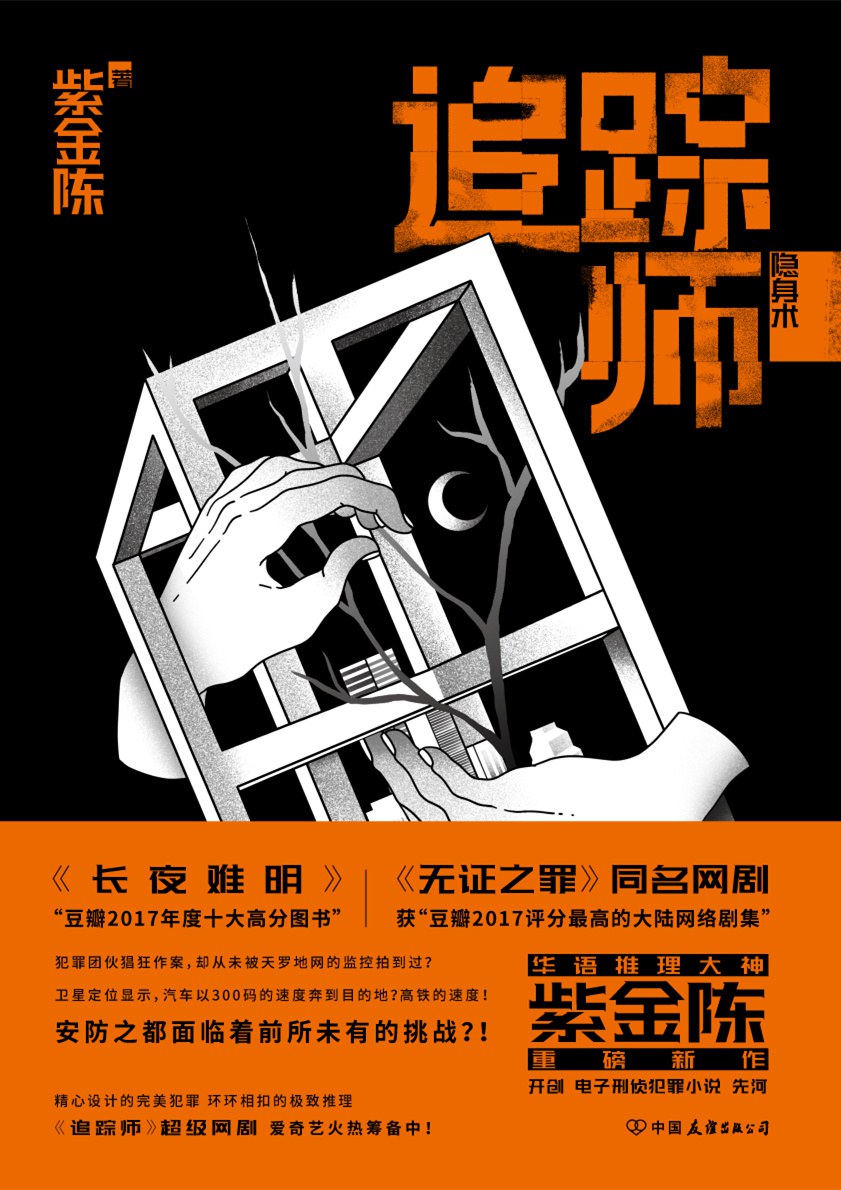 紫金陈
著
追踪师
隐身术
《长夜难明》
“豆瓣2017年度十大高分图书”
《无证之罪》同名网剧
获“豆瓣2017评分最高的大陆网络剧集”
犯罪团伙猖狂作案，却从未被天罗地网的监控拍到过？
卫星定位显示，汽车以300码的速度奔到目的地？高铁的速度！
安防之都面临着前所未有的挑战？！
精心设计的完美犯罪 环环相扣的极致推理
《追踪师》超级网剧 爱奇艺火热筹备中！
华语推理大神
紫金陈
重磅新作
开创 电子刑侦犯罪小说 先河
中国友谊出版公司